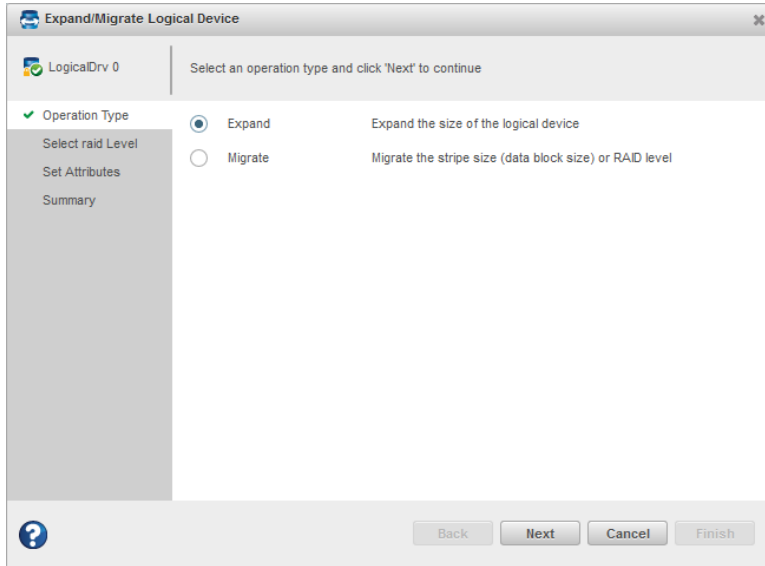 Expand/Migrate Logical Device
LogicalDrv 0
Select an operation type and click 'Next' to continue
Operation Type
Select raid Level
Set Attributes
Summary
Expand Expand the size of the logical device
Migrate Migrate the stripe size (data block size) or RAID level
?
Back Next Cancel Finish